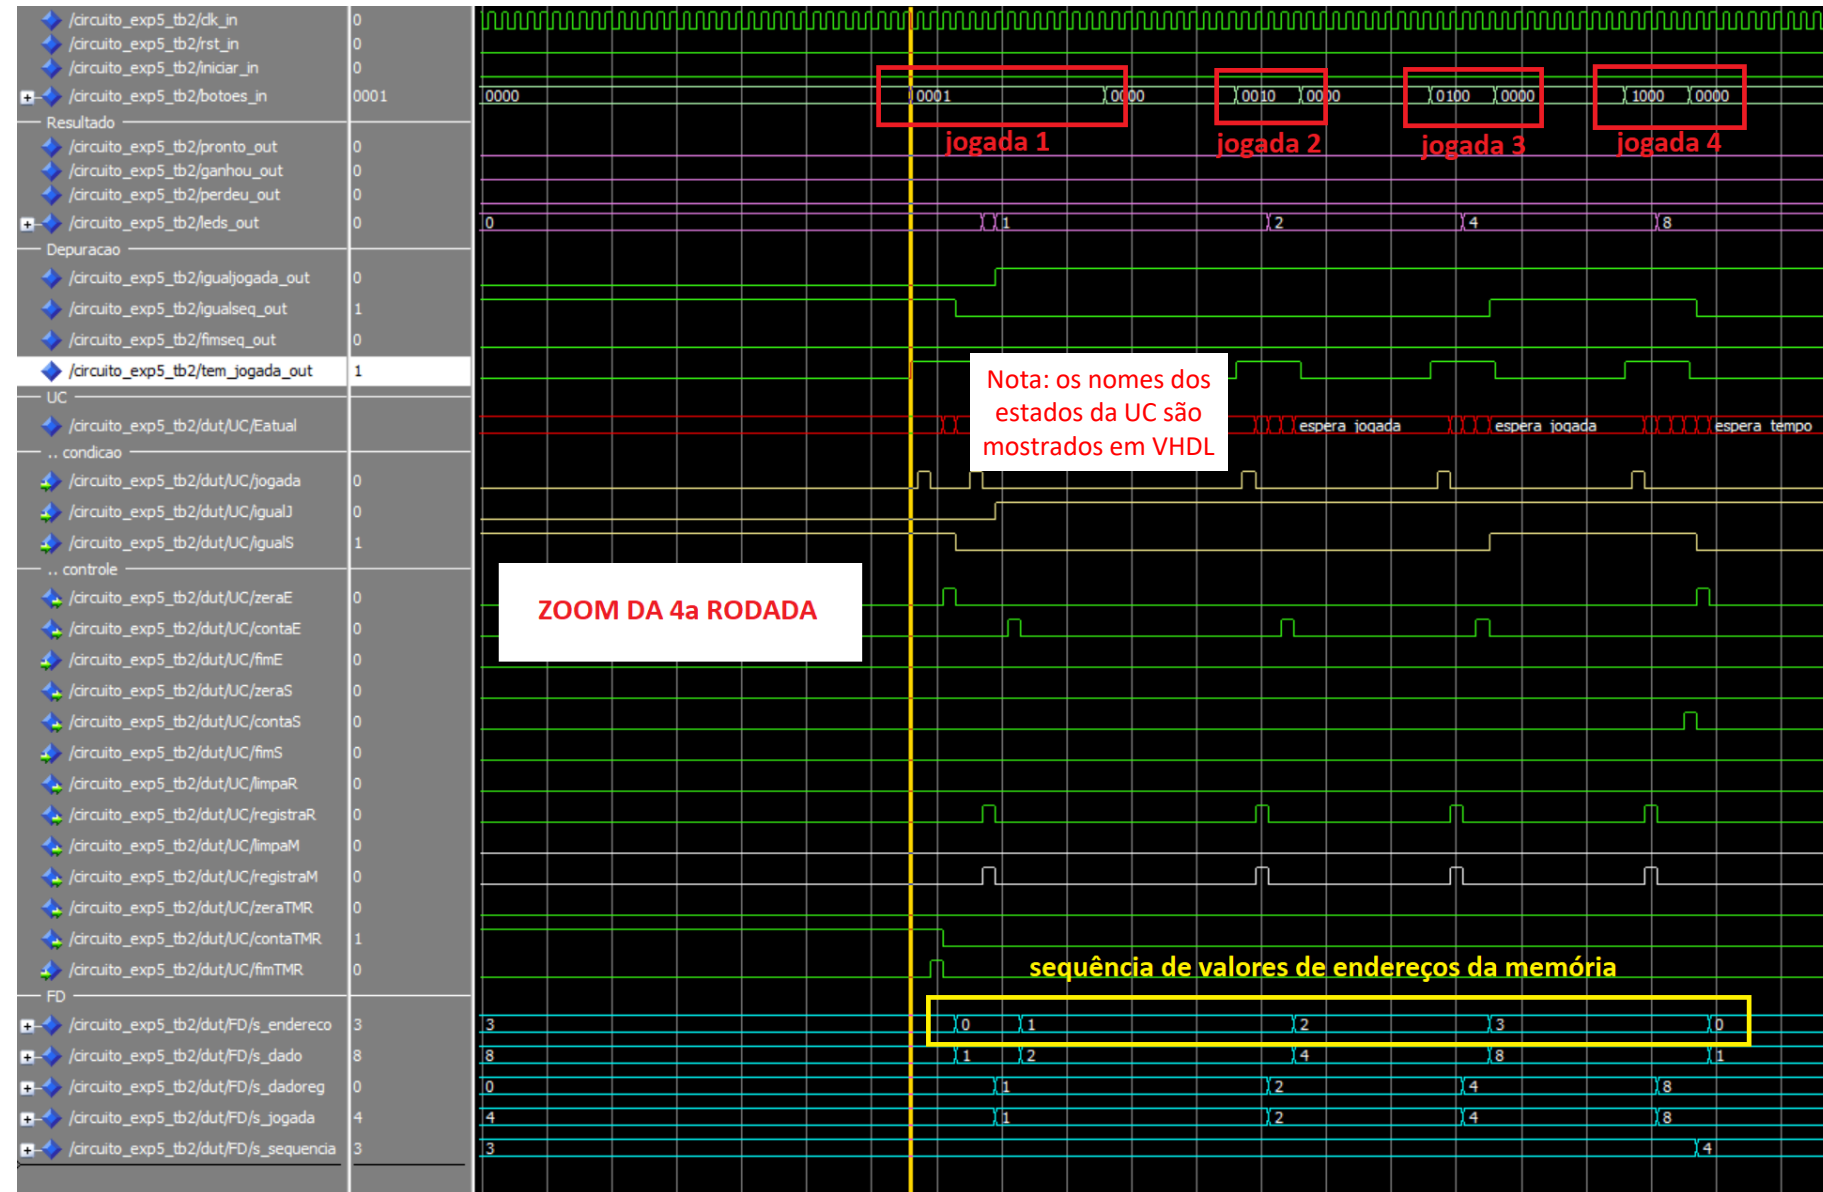 /circuito_exp5_tb2/clk_in 0
/circuito_exp5_tb2/rst_in 0
/circuito_exp5_tb2/iniciar_in 0
/circuito_exp5_tb2/botoes_in 0001 0000 0001 0000 0010 0000 0100 0000 1000 0000
Resultado
jogada 1 jogada 2 jogada 3 jogada 4
/circuito_exp5_tb2/pronto_out 0
/circuito_exp5_tb2/ganhou_out 0
/circuito_exp5_tb2/perdeu_out 0
/circuito_exp5_tb2/leds_out 0 0 1 2 4 8
Depuracao
/circuito_exp5_tb2/igualjogada_out 0
/circuito_exp5_tb2/igualseq_out 1
/circuito_exp5_tb2/fimseq_out 0
/circuito_exp5_tb2/tem_jogada_out 1
Nota: os nomes dos
estados da UC são
mostrados em VHDL
UC
/circuito_exp5_tb2/dut/UC/Eatual espera_jogada espera_jogada espera_tempo
.. condicao
/circuito_exp5_tb2/dut/UC/jogada 0
/circuito_exp5_tb2/dut/UC/igualJ 0
/circuito_exp5_tb2/dut/UC/igualS 1
.. controle
/circuito_exp5_tb2/dut/UC/zeraE 0
ZOOM DA 4a RODADA
/circuito_exp5_tb2/dut/UC/contaE 0
/circuito_exp5_tb2/dut/UC/fimE 0
/circuito_exp5_tb2/dut/UC/zeraS 0
/circuito_exp5_tb2/dut/UC/contaS 0
/circuito_exp5_tb2/dut/UC/fimS 0
/circuito_exp5_tb2/dut/UC/limpaR 0
/circuito_exp5_tb2/dut/UC/registraR 0
/circuito_exp5_tb2/dut/UC/limpaM 0
/circuito_exp5_tb2/dut/UC/registraM 0
/circuito_exp5_tb2/dut/UC/zeraTMR 0
/circuito_exp5_tb2/dut/UC/contaTMR 1
/circuito_exp5_tb2/dut/UC/fimTMR 0
sequência de valores de endereços da memória
FD
/circuito_exp5_tb2/dut/FD/s_endereco 3 3 0 1 2 3 0
/circuito_exp5_tb2/dut/FD/s_dado 8 8 1 2 4 8 1
/circuito_exp5_tb2/dut/FD/s_dadoreg 0 0 1 2 4 8
/circuito_exp5_tb2/dut/FD/s_jogada 4 4 1 2 4 8
/circuito_exp5_tb2/dut/FD/s_sequencia 3 3 4